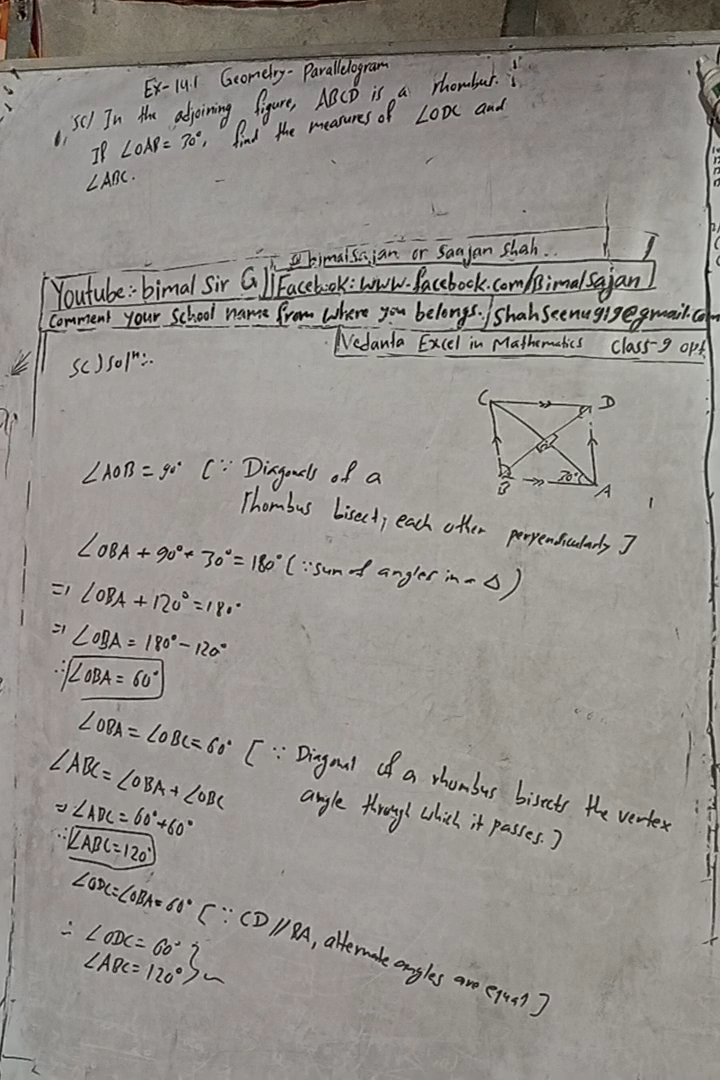 Ex-14.1 Geometry- Parallelogram
5c) In the adjoining figure, ABCD is a rhombus.
If ∠OAB = 30°, find the measures of ∠ODC and
∠ABC.
@bimalsajan or Saajan Shah..
Youtube:- bimal Sir G
Facebook: www.facebook.com/Bimalsajan
Comment your School name from where you belongs.
Shahseenu919@gmail.com
Vedanta Excel in Mathematics Class-9 opt.
5c) solⁿ:-
C D
B 30° A
∠AOB = 90° [∵ Diagonals of a
rhombus bisects each other perpendicularly]
∠OBA + 90° + 30° = 180° (∵ sum of angles in a Δ)
⇒ ∠OBA + 120° = 180°
⇒ ∠OBA = 180° - 120°
∴ ∠OBA = 60°
∠OBA = ∠OBC = 60° [∵ Diagonal of a rhombus bisects the vertex
angle through which it passes.]
∠ABC = ∠OBA + ∠OBC
⇒ ∠ABC = 60° + 60°
∴ ∠ABC = 120°
∠ODC = ∠OBA = 60° [∵ CD // BA, alternate angles are equal]
∴ ∠ODC = 60°
∠ABC = 120°